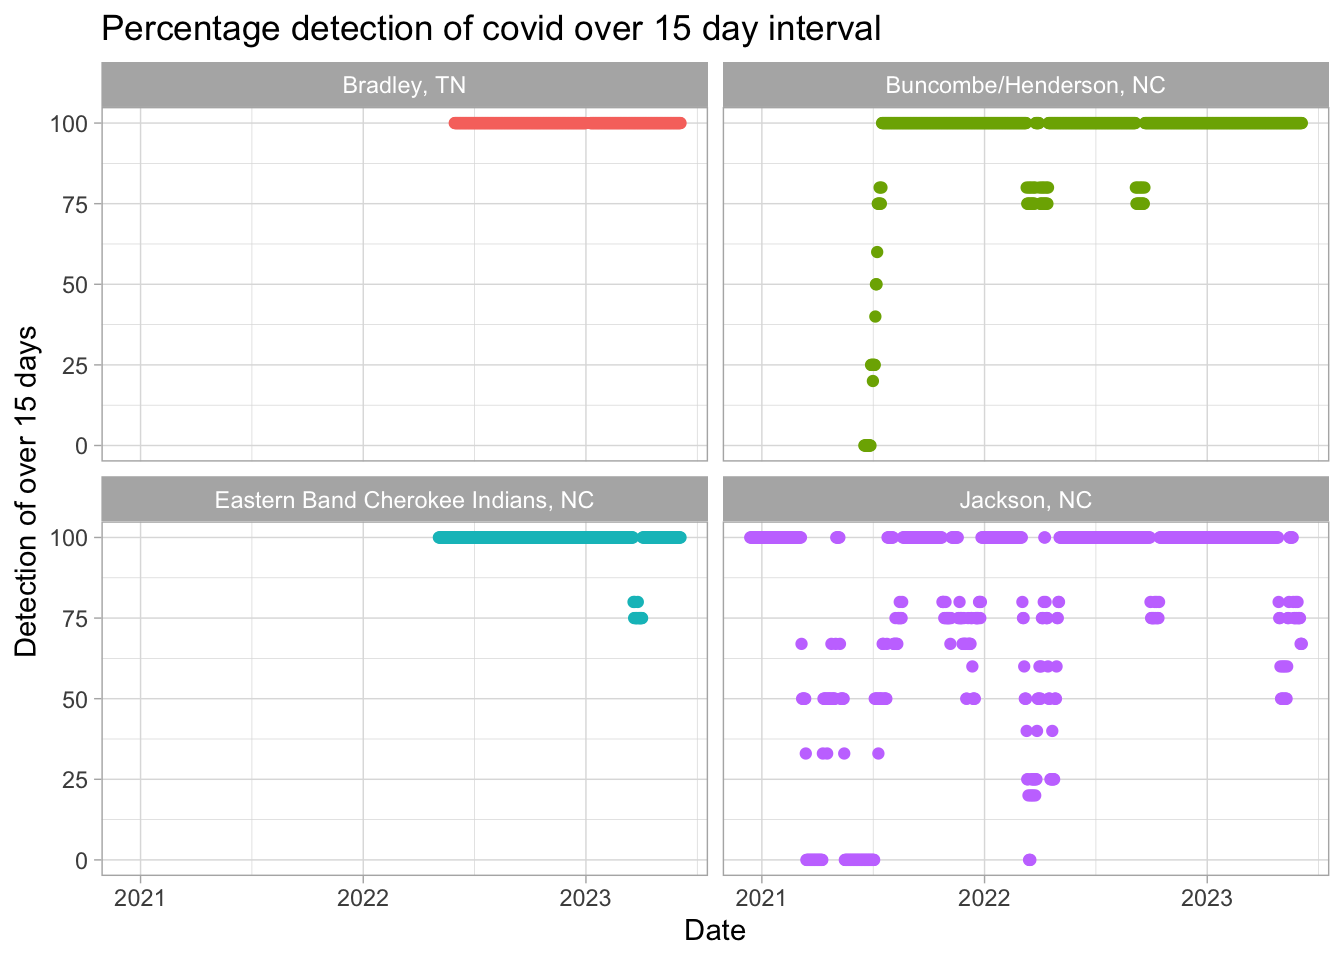 Percentage detection of covid over 15 day interval
Bradley, TN
Buncombe/Henderson, NC
100
75
50
25
0
Eastern Band Cherokee Indians, NC
Jackson, NC
100
75
50
25
0
Detection of over 15 days
2021
2022
2023
2021
2022
2023
Date